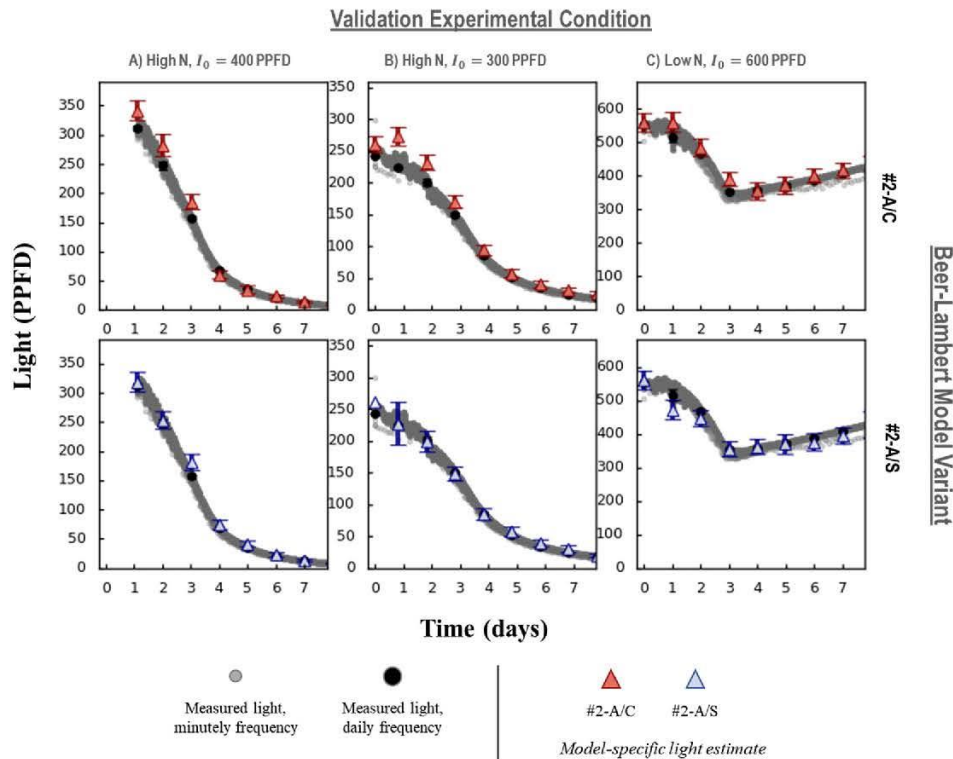 Validation Experimental Condition
A) High N, I₀ = 400 PPFD
B) High N, I₀ = 300 PPFD
C) Low N, I₀ = 600 PPFD
350
300
250
200
150
100
50
0
0 1 2 3 4 5 6 7
350
300
250
200
150
100
50
0
0 1 2 3 4 5 6 7
600
500
400
300
200
100
0
0 1 2 3 4 5 6 7
#2-A/C
350
300
250
200
150
100
50
0
0 1 2 3 4 5 6 7
350
300
250
200
150
100
50
0
0 1 2 3 4 5 6 7
600
500
400
300
200
100
0
0 1 2 3 4 5 6 7
#2-A/S
Light (PPFD)
Beer-Lambert Model Variant
Time (days)
Measured light,
minutely frequency
Measured light,
daily frequency
#2-A/C
#2-A/S
Model-specific light estimate